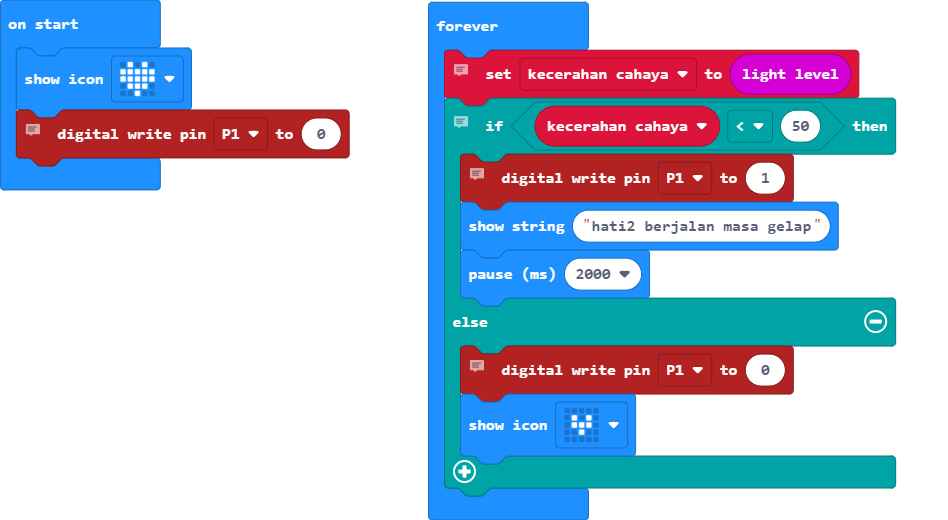 on start
show icon
digital write pin P1 to 0
forever
set kecerahan cahaya to light level
if kecerahan cahaya < 50 then
digital write pin P1 to 1
show string "hati2 berjalan masa gelap"
pause (ms) 2000
else
digital write pin P1 to 0
show icon